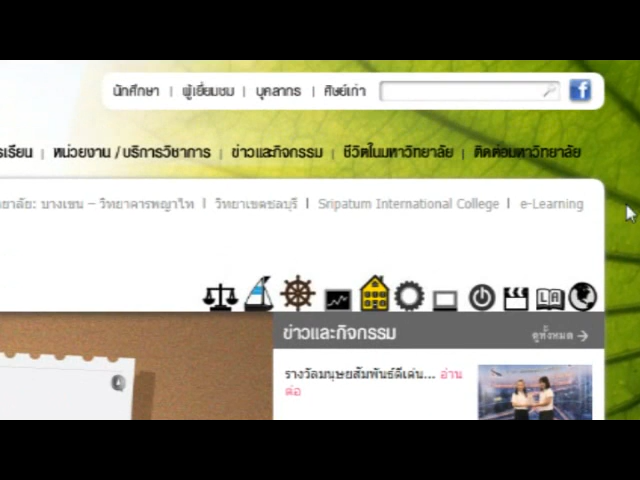 นักศึกษา | ผู้เยี่ยมชม | บุคลากร | ศิษย์เก่า f
รเรียน | หน่วยงาน / บริการวิชาการ | ข่าวและกิจกรรม | ชีวิตในมหาวิทยาลัย | ติดต่อมหาวิทยาลัย
ยาลัย: บางเขน – วิทยาคารพญาไท | วิทยาเขตชลบุรี | Sripatum International College | e-Learning
ข่าวและกิจกรรม ดูทั้งหมด →
รางวัลมนุษยสัมพันธ์ดีเด่น... อ่าน
ต่อ